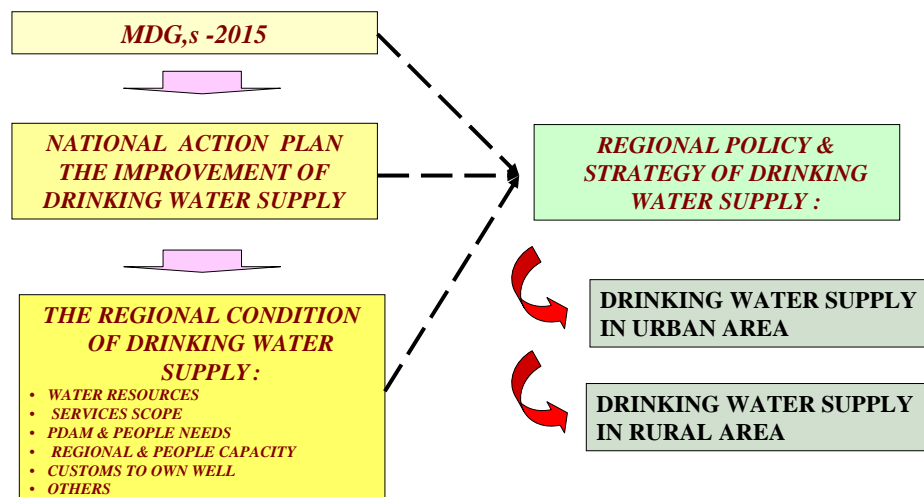 MDG,s -2015
NATIONAL ACTION PLAN
THE IMPROVEMENT OF
DRINKING WATER SUPPLY
THE REGIONAL CONDITION
OF DRINKING WATER
SUPPLY :
• WATER RESOURCES
• SERVICES SCOPE
• PDAM & PEOPLE NEEDS
• REGIONAL & PEOPLE CAPACITY
• CUSTOMS TO OWN WELL
• OTHERS
REGIONAL POLICY &
STRATEGY OF DRINKING
WATER SUPPLY :
DRINKING WATER SUPPLY
IN URBAN AREA
DRINKING WATER SUPPLY
IN RURAL AREA